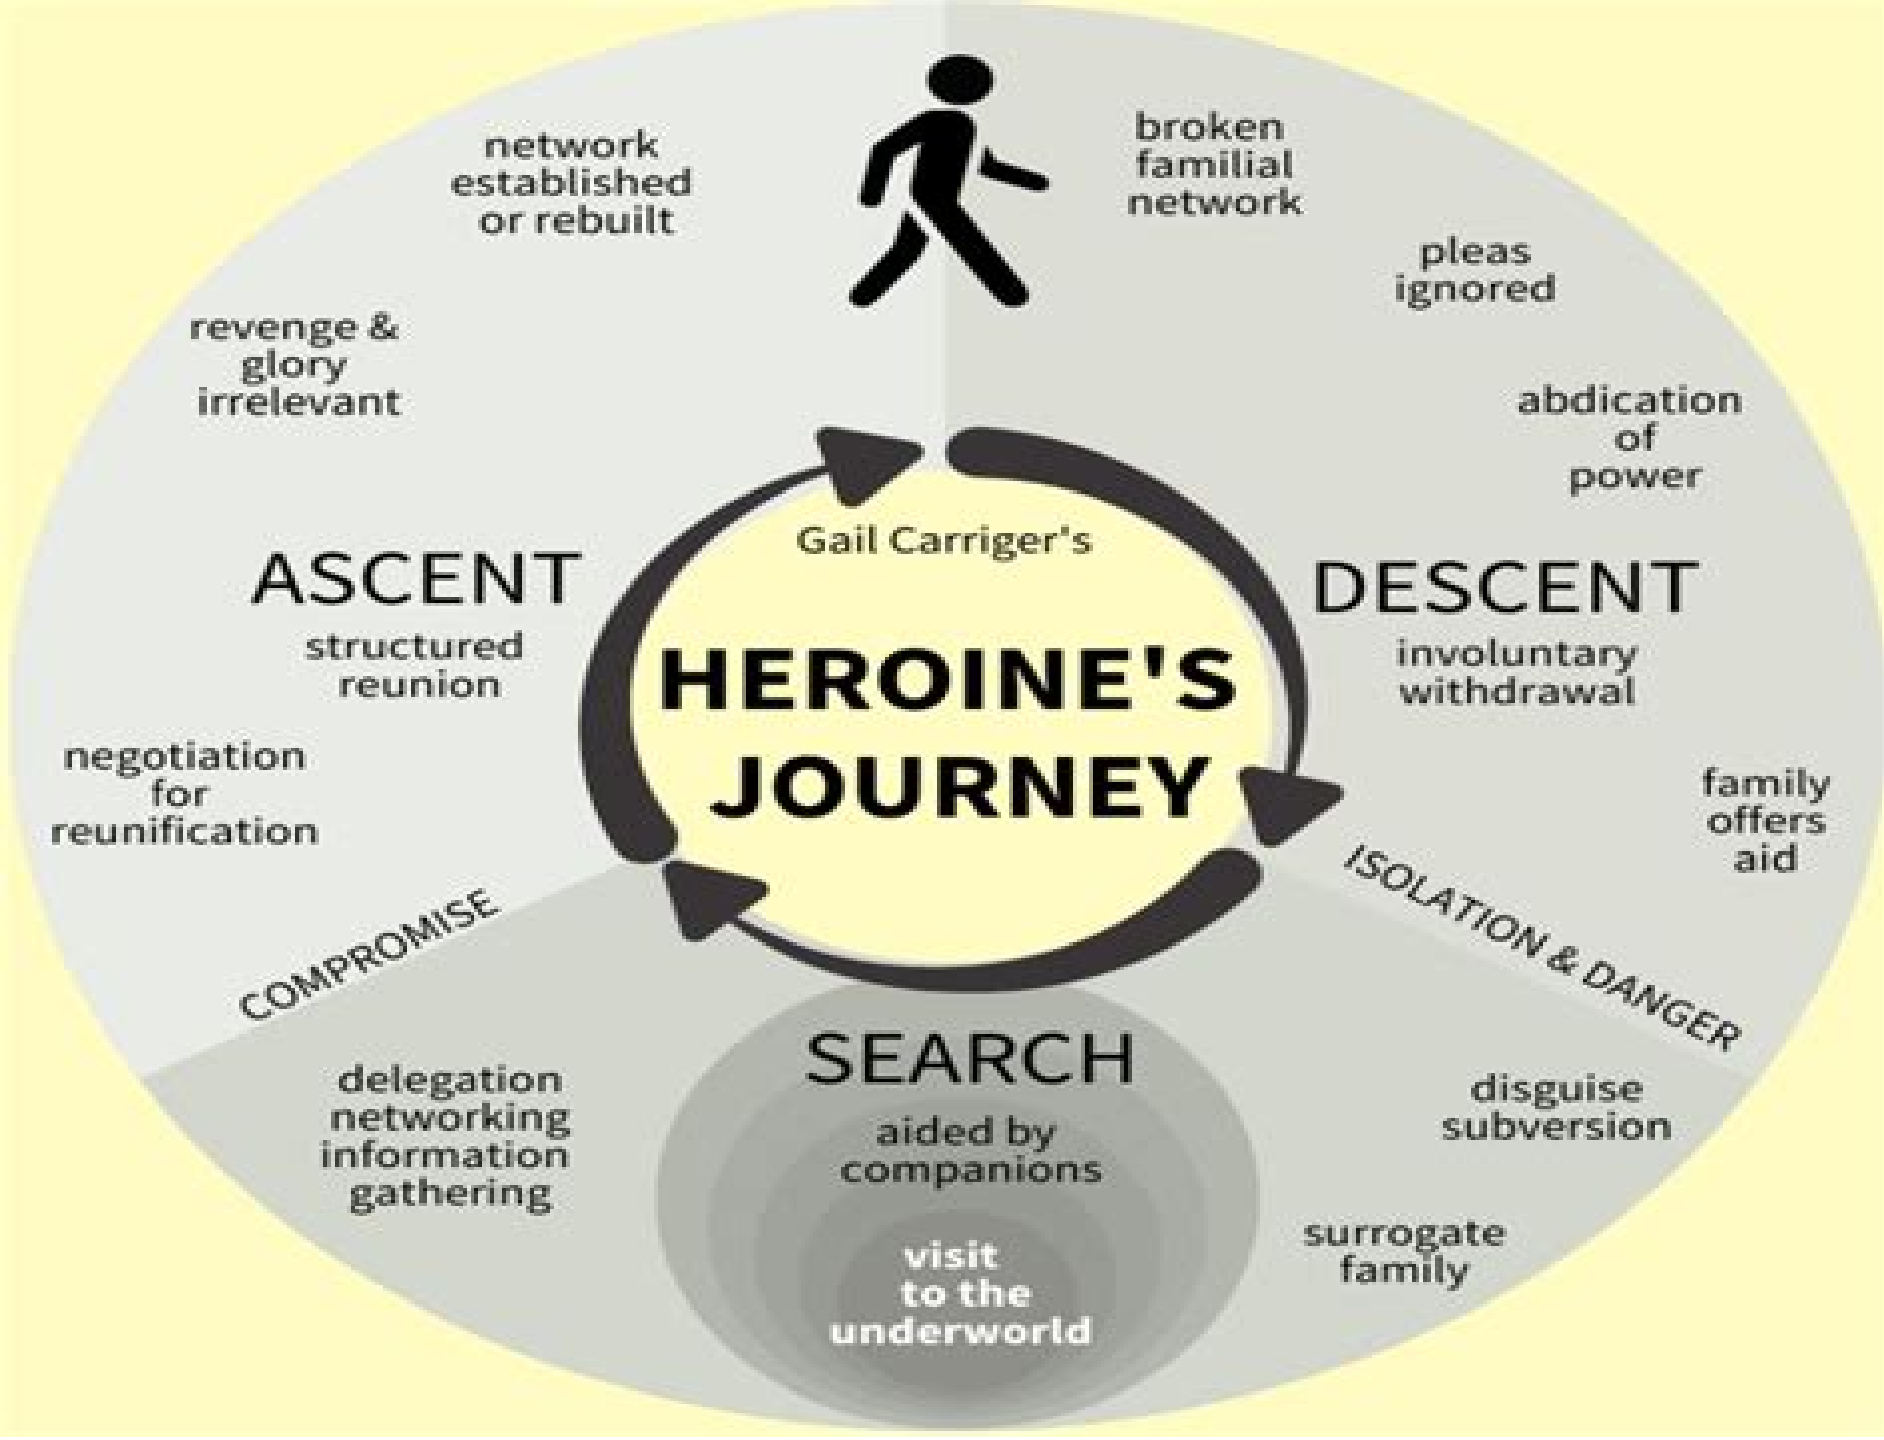 Gail Carriger's
HEROINE'S
JOURNEY
broken
familial
network
pleas
ignored
abdication
of
power
DESCENT
involuntary
withdrawal
family
offers
aid
ISOLATION & DANGER
disguise
subversion
surrogate
family
SEARCH
aided by
companions
visit
to the
underworld
delegation
networking
information
gathering
COMPROMISE
negotiation
for
reunification
ASCENT
structured
reunion
revenge &
glory
irrelevant
network
established
or rebuilt